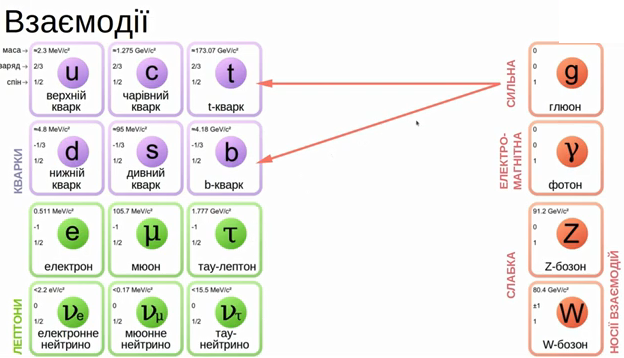 Взаємодії
маса → ≈2.3 MeV/c² ≈1.275 GeV/c² ≈173.07 GeV/c² 0
заряд → 2/3 2/3 2/3 0
спін → 1/2 1/2 1/2 1
u c t g
верхній кварк чарівний кварк t-кварк глюон
СИЛЬНА
≈4.8 MeV/c² ≈95 MeV/c² ≈4.18 GeV/c² 0
-1/3 -1/3 -1/3 0
1/2 1/2 1/2 1
d s b γ
нижній кварк дивний кварк b-кварк фотон
КВАРКИ
ЕЛЕКТРО-
МАГНІТНА
0.511 MeV/c² 105.7 MeV/c² 1.777 GeV/c² 91.2 GeV/c²
-1 -1 -1 0
1/2 1/2 1/2 1
e μ τ Z
електрон мюон тау-лептон Z-бозон
СЛАБКА
<2.2 eV/c² <0.17 MeV/c² <15.5 MeV/c² 80.4 GeV/c²
0 0 0 ±1
1/2 1/2 1/2 1
νe νμ ντ W
електронне нейтрино мюонне нейтрино тау-нейтрино W-бозон
ЛЕПТОНИ
НОСІЇ ВЗАЄМОДІЙ